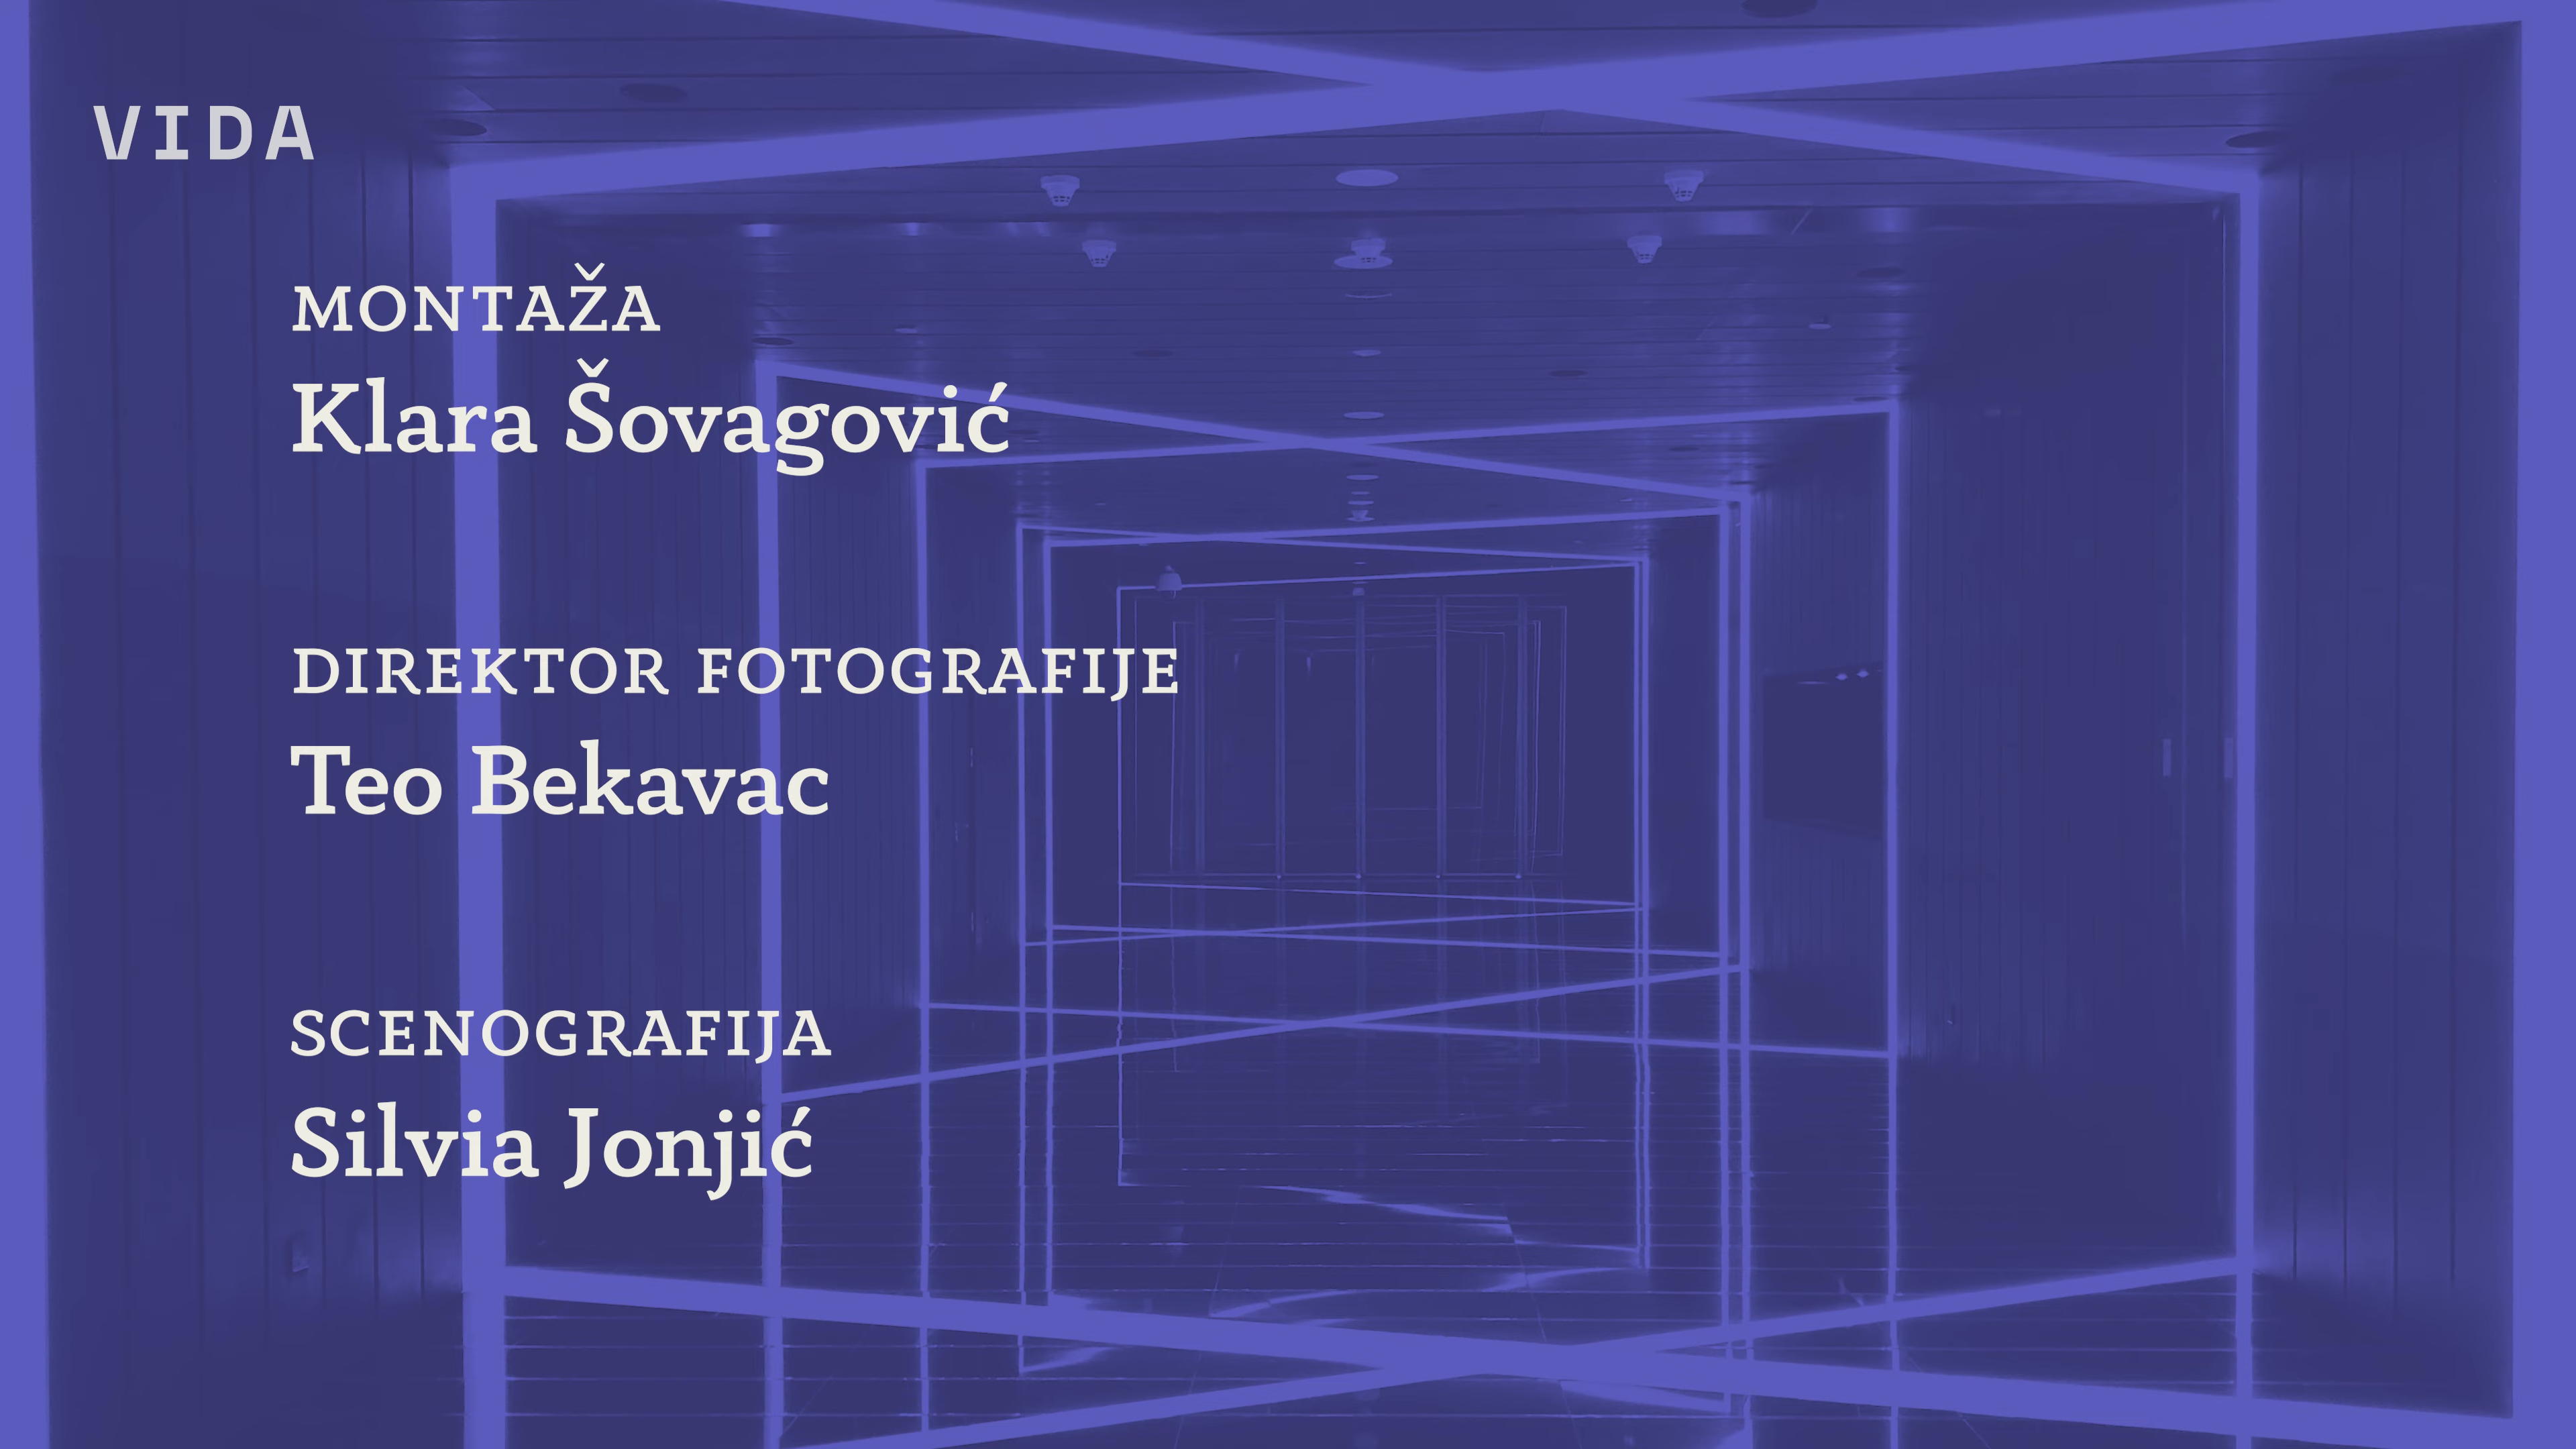 VIDA
MONTAŽA
Klara Šovagović
DIREKTOR FOTOGRAFIJE
Teo Bekavac
SCENOGRAFIJA
Silvia Jonjić